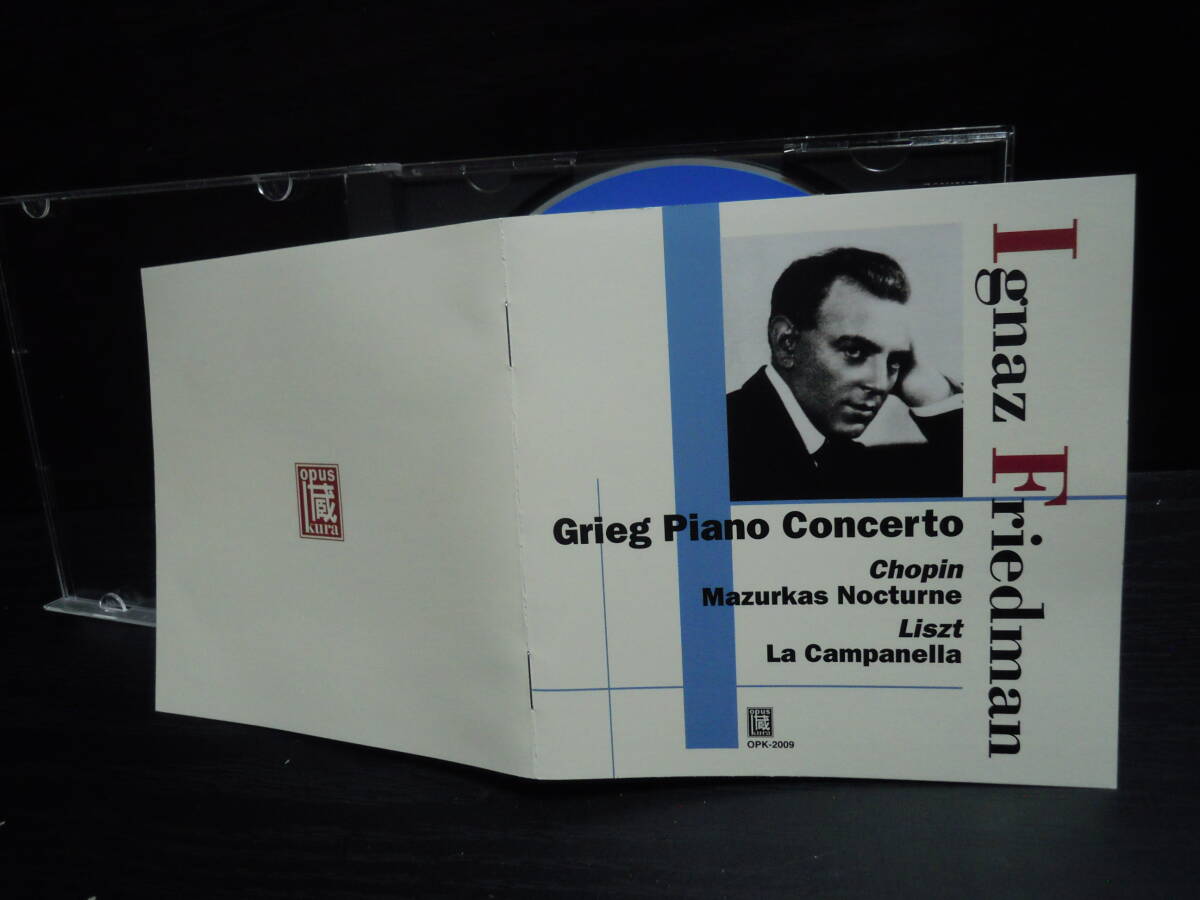 opus
蔵
kura
Ignaz Friedman
Grieg Piano Concerto
Chopin
Mazurkas Nocturne
Liszt
La Campanella
opus
蔵
kura
OPK-2009